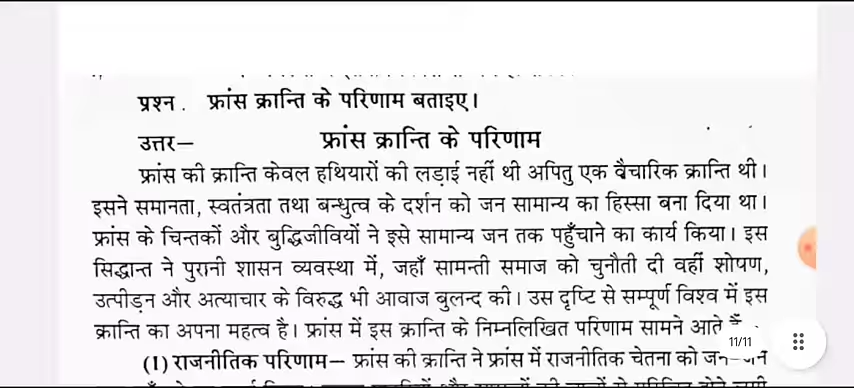 प्रश्न . फ्रांस क्रान्ति के परिणाम बताइए।
उत्तर– फ्रांस क्रान्ति के परिणाम
फ्रांस की क्रान्ति केवल हथियारों की लड़ाई नहीं थी अपितु एक वैचारिक क्रान्ति थी।
इसने समानता, स्वतंत्रता तथा बन्धुत्व के दर्शन को जन सामान्य का हिस्सा बना दिया था।
फ्रांस के चिन्तकों और बुद्धिजीवियों ने इसे सामान्य जन तक पहुँचाने का कार्य किया। इस
सिद्धान्त ने पुरानी शासन व्यवस्था में, जहाँ सामन्ती समाज को चुनौती दी वहीं शोषण,
उत्पीड़न और अत्याचार के विरुद्ध भी आवाज बुलन्द की। उस दृष्टि से सम्पूर्ण विश्व में इस
क्रान्ति का अपना महत्व है। फ्रांस में इस क्रान्ति के निम्नलिखित परिणाम सामने आते
11/11
(1) राजनीतिक परिणाम– फ्रांस की क्रान्ति ने फ्रांस में राजनीतिक चेतना को जन-जन